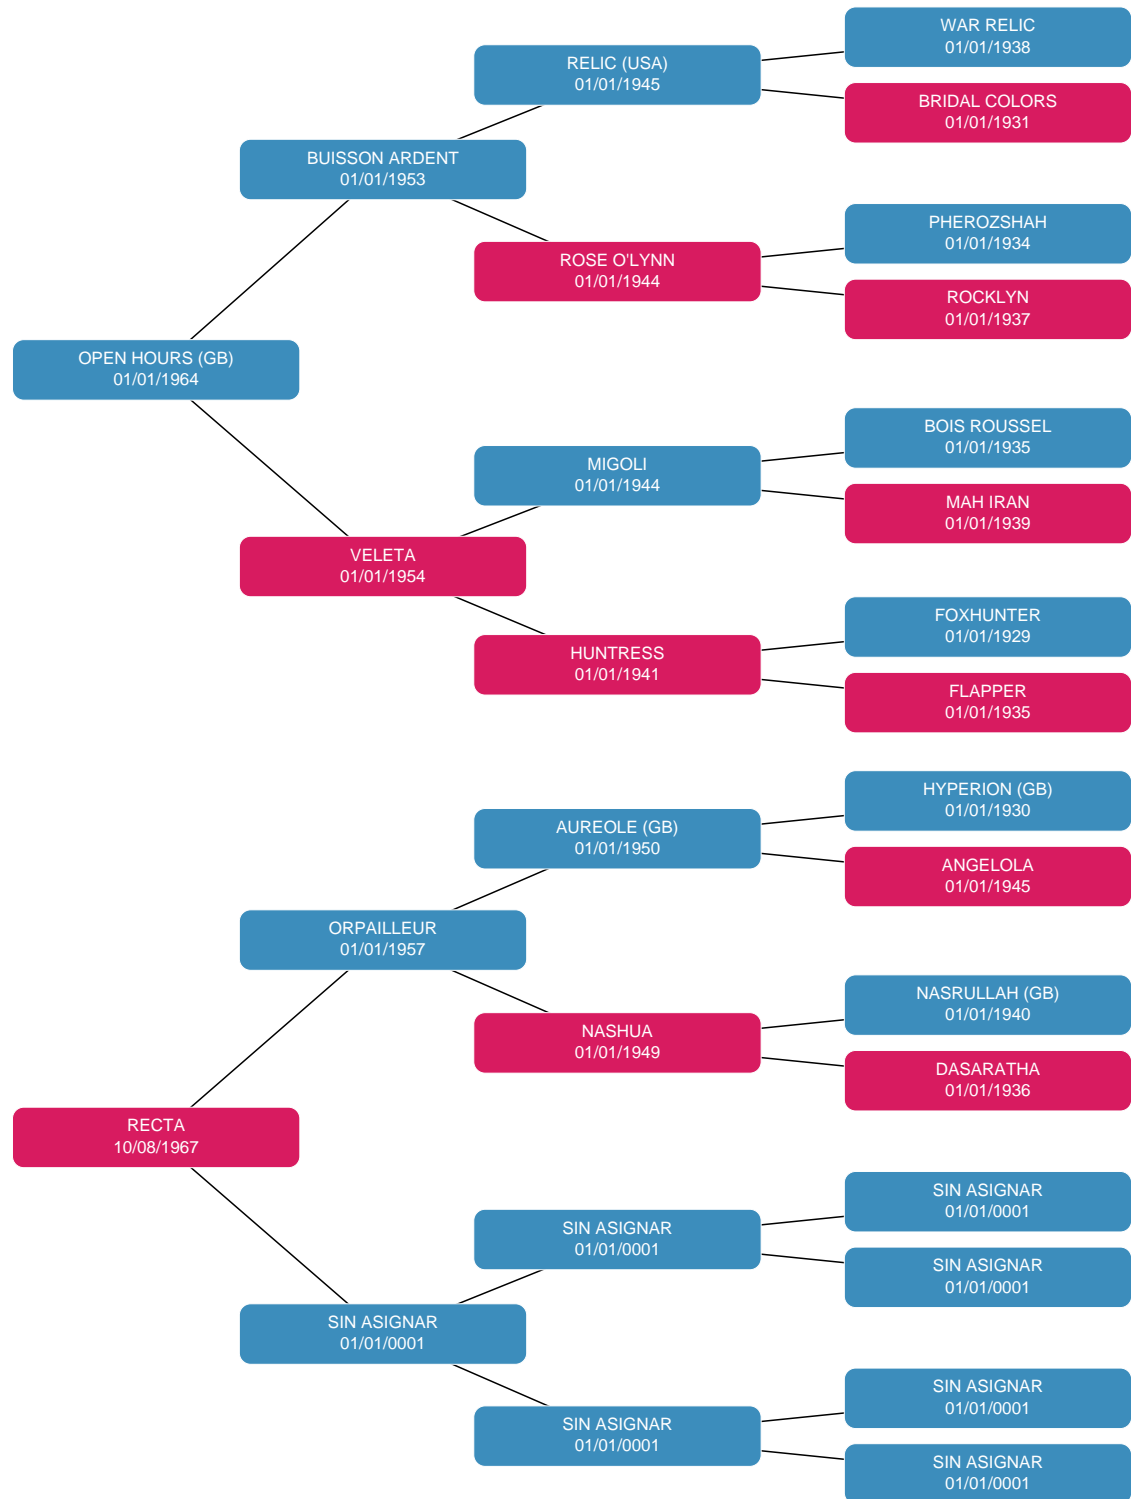 WAR RELIC
01/01/1938
RELIC (USA)
01/01/1945
BRIDAL COLORS
01/01/1931
BUISSON ARDENT
01/01/1953
PHEROZSHAH
01/01/1934
ROSE O'LYNN
01/01/1944
ROCKLYN
01/01/1937
OPEN HOURS (GB)
01/01/1964
BOIS ROUSSEL
01/01/1935
MIGOLI
01/01/1944
MAH IRAN
01/01/1939
VELETA
01/01/1954
FOXHUNTER
01/01/1929
HUNTRESS
01/01/1941
FLAPPER
01/01/1935
HYPERION (GB)
01/01/1930
AUREOLE (GB)
01/01/1950
ANGELOLA
01/01/1945
ORPAILLEUR
01/01/1957
NASRULLAH (GB)
01/01/1940
NASHUA
01/01/1949
DASARATHA
01/01/1936
RECTA
10/08/1967
SIN ASIGNAR
01/01/0001
SIN ASIGNAR
01/01/0001
SIN ASIGNAR
01/01/0001
SIN ASIGNAR
01/01/0001
SIN ASIGNAR
01/01/0001
SIN ASIGNAR
01/01/0001
SIN ASIGNAR
01/01/0001